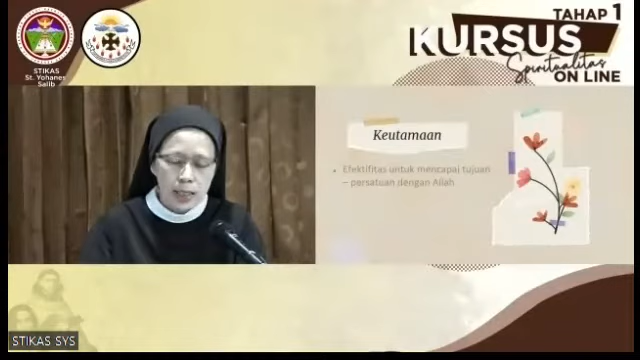 TAHAP 1
KURSUS
Spiritualitas
ON LINE
STIKAS
St. Yohanes
Salib
Keutamaan
• Efektifitas untuk mencapai tujuan
– persatuan dengan Allah
STIKAS SYS